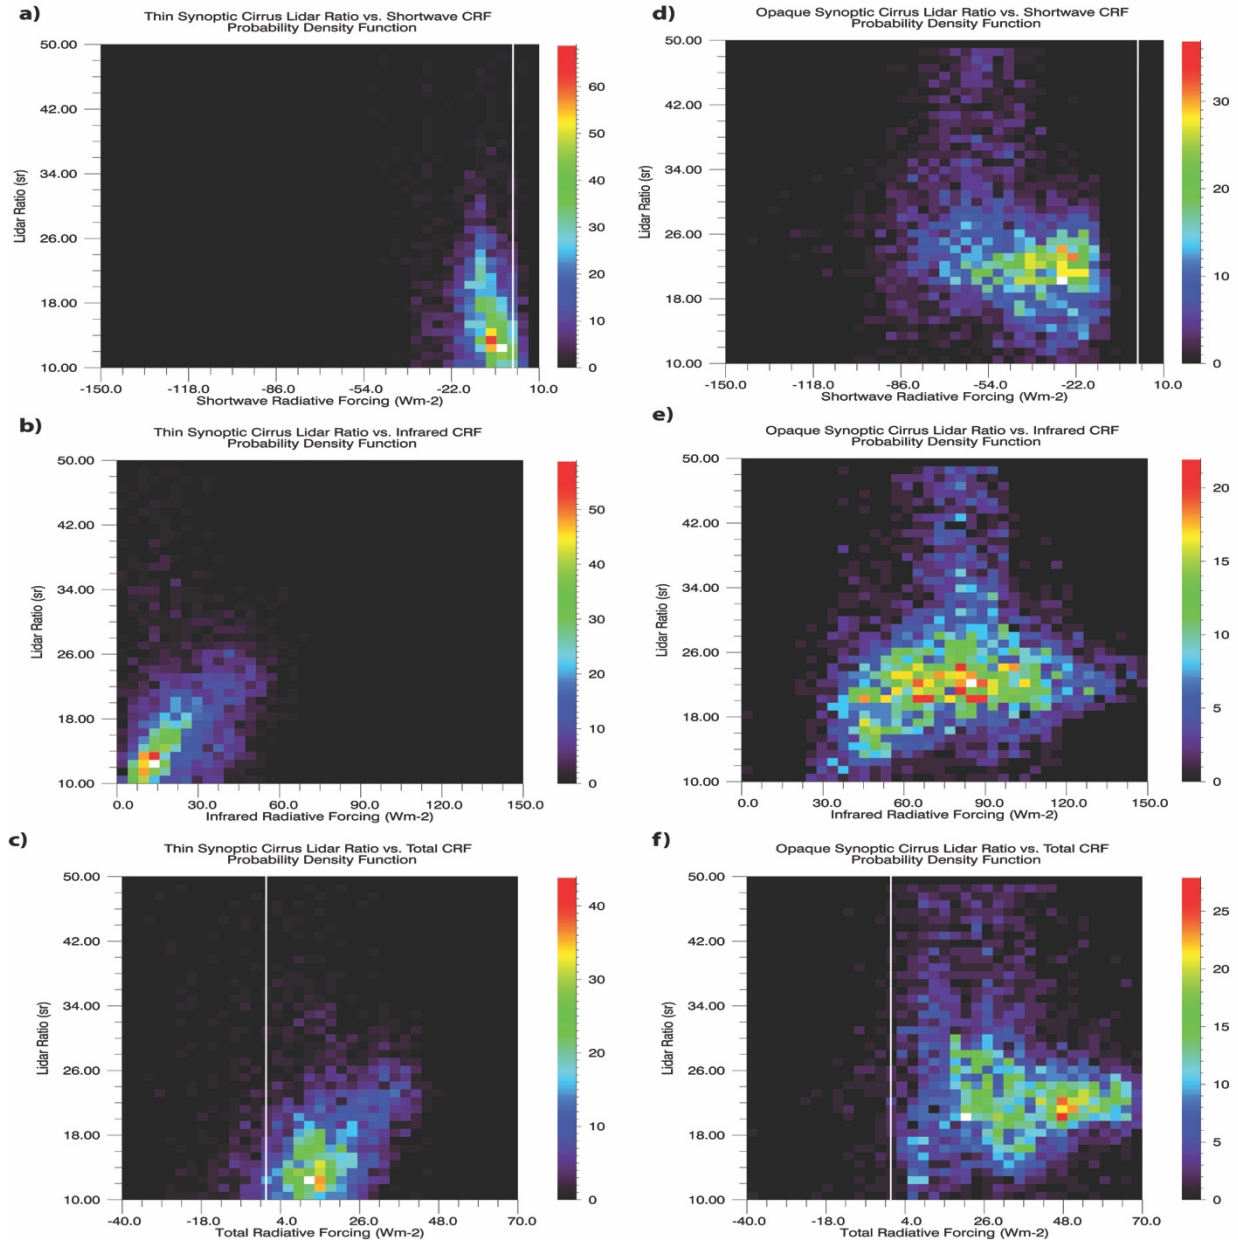 a)
Thin Synoptic Cirrus Lidar Ratio vs. Shortwave CRF
Probability Density Function
50.00
42.00
34.00
26.00
18.00
10.00
Lidar Ratio (sr)
-150.0 -118.0 -86.0 -54.0 -22.0 10.0
Shortwave Radiative Forcing (Wm-2)
60
50
40
30
20
10
0
d)
Opaque Synoptic Cirrus Lidar Ratio vs. Shortwave CRF
Probability Density Function
50.00
42.00
34.00
26.00
18.00
10.00
Lidar Ratio (sr)
-150.0 -118.0 -86.0 -54.0 -22.0 10.0
Shortwave Radiative Forcing (Wm-2)
30
20
10
0
b)
Thin Synoptic Cirrus Lidar Ratio vs. Infrared CRF
Probability Density Function
50.00
42.00
34.00
26.00
18.00
10.00
Lidar Ratio (sr)
0.0 30.0 60.0 90.0 120.0 150.0
Infrared Radiative Forcing (Wm-2)
50
40
30
20
10
0
e)
Opaque Synoptic Cirrus Lidar Ratio vs. Infrared CRF
Probability Density Function
50.00
42.00
34.00
26.00
18.00
10.00
Lidar Ratio (sr)
0.0 30.0 60.0 90.0 120.0 150.0
Infrared Radiative Forcing (Wm-2)
20
15
10
5
0
c)
Thin Synoptic Cirrus Lidar Ratio vs. Total CRF
Probability Density Function
50.00
42.00
34.00
26.00
18.00
10.00
Lidar Ratio (sr)
-40.0 -18.0 4.0 26.0 48.0 70.0
Total Radiative Forcing (Wm-2)
40
30
20
10
0
f)
Opaque Synoptic Cirrus Lidar Ratio vs. Total CRF
Probability Density Function
50.00
42.00
34.00
26.00
18.00
10.00
Lidar Ratio (sr)
-40.0 -18.0 4.0 26.0 48.0 70.0
Total Radiative Forcing (Wm-2)
25
20
15
10
5
0